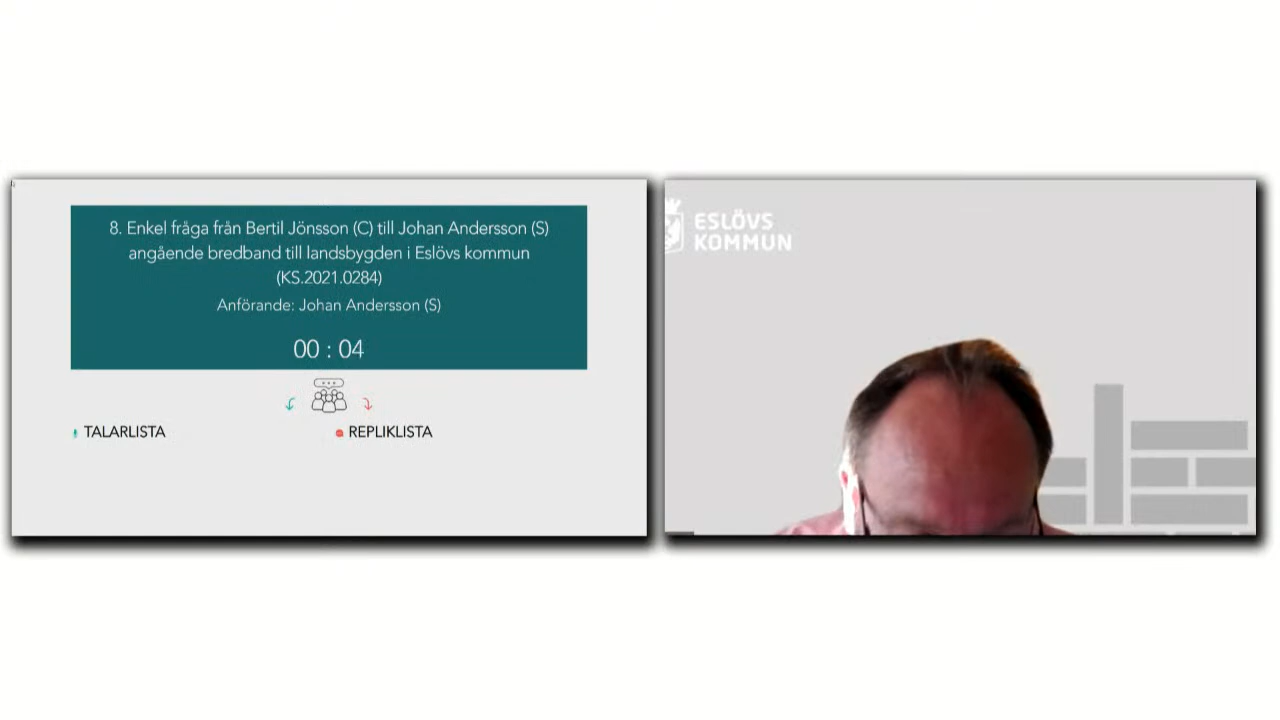 8. Enkel fråga från Bertil Jönsson (C) till Johan Andersson (S)
angående bredband till landsbygden i Eslövs kommun
(KS.2021.0284)
Anförande: Johan Andersson (S)
00 : 04
TALARLISTA
REPLIKLISTA
ESLÖVS
KOMMUN